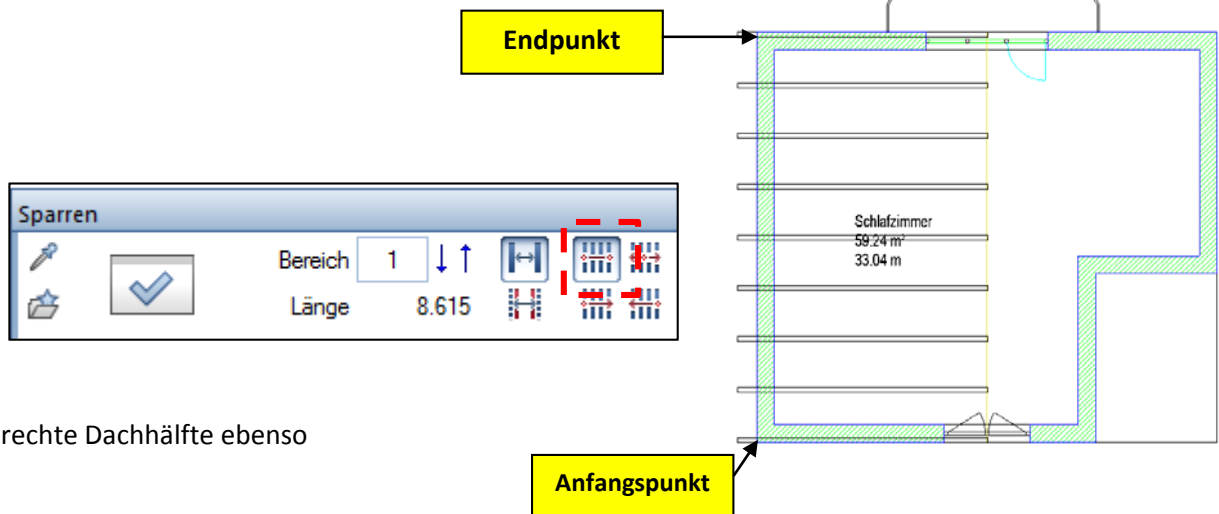 Endpunkt
Sparren
Bereich 1
Länge 8.615
Schlafzimmer
59.24 m²
33.04 m
rechte Dachhälfte ebenso
Anfangspunkt